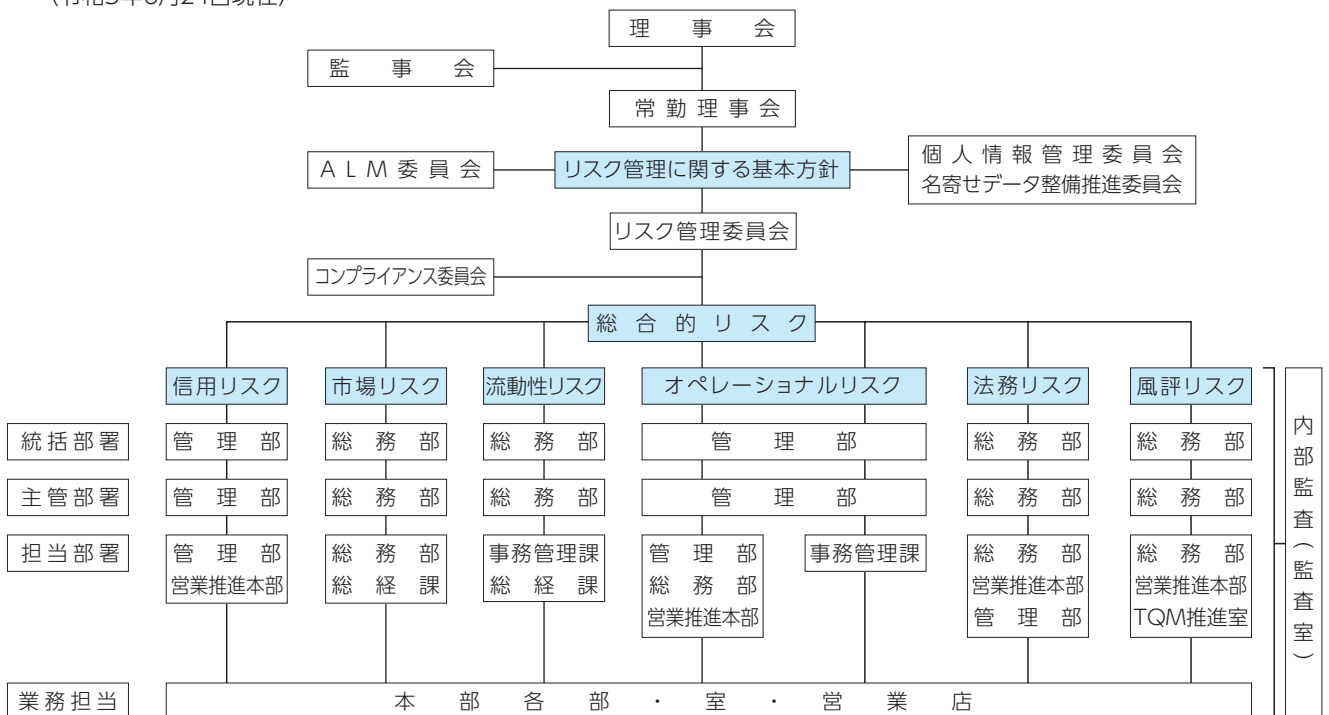 理事会
監事会
常勤理事会
ALM委員会
リスク管理に関する基本方針
個人情報管理委員会
名寄せデータ整備推進委員会
リスク管理委員会
コンプライアンス委員会
総合的リスク
信用リスク
市場リスク
流動性リスク
オペレーショナルリスク
法務リスク
風評リスク
統括部署
管理部
総務部
総務部
管理部
総務部
総務部
主管部署
管理部
総務部
総務部
管理部
総務部
総務部
担当部署
管理部
営業推進本部
総務部
総経課
事務管理課
総経課
管理部
総務部
営業推進本部
事務管理課
総務部
営業推進本部
管理部
総務部
営業推進本部
TQM推進室
内部監査(監査室)
業務担当
本部各部・室・営業店